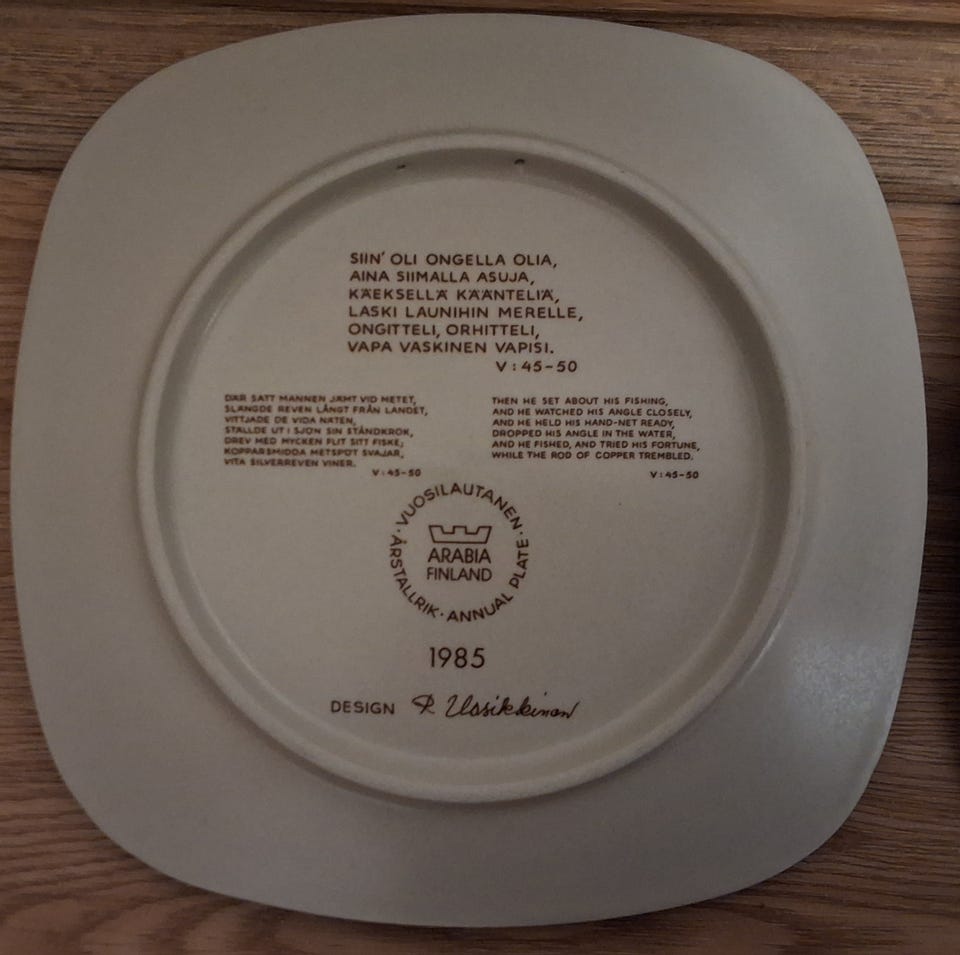 SIIN' OLI ONGELLA OLIA,
AINA SIIMALLA ASUJA,
KÄEKSELLÄ KÄÄNTELIÄ,
LASKI LAUNIHIN MERELLE,
ONGITTELI, ORHITTELI,
VAPA VASKINEN VAPISI.
V : 45-50
DÄR SATT MANNEN JÄMT VID METET,
SLÄNGDE REVEN LÅNGT FRÅN LANDET,
VITTJADE DE VIDA NÄTEN,
STÄLLDE UT I SJÖN SIN STÅNDKROK,
DREV MED MYCKEN FLIT SITT FISKE,
KOPPARSMIDDA METSPÖT SVAJAR,
VITA SILVERREVEN VINER.
V : 45-50
THEN HE SET ABOUT HIS FISHING,
AND HE WATCHED HIS ANGLE CLOSELY,
AND HE HELD HIS HAND-NET READY,
DROPPED HIS ANGLE IN THE WATER,
AND HE FISHED, AND TRIED HIS FORTUNE,
WHILE THE ROD OF COPPER TREMBLED.
V : 45-50
· VUOSILAUTANEN · ANNUAL PLATE · ÅRSTALLRIK
ARABIA
FINLAND
1985
DESIGN R. Uosikkinen